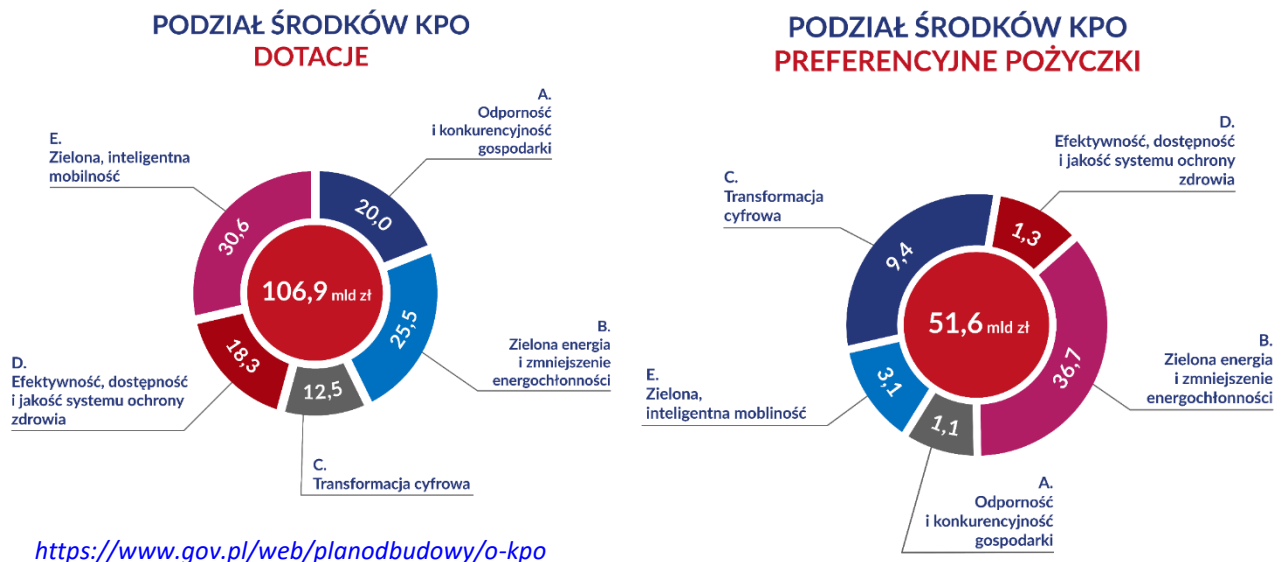 PODZIAŁ ŚRODKÓW KPO
DOTACJE
A.
Odporność
i konkurencyjność
gospodarki
E.
Zielona, inteligentna
mobilność
20,0
30,6
106,9 mld zł
25,5
18,3
12,5
B.
Zielona energia
i zmniejszenie
energochłonności
D.
Efektywność, dostępność
i jakość systemu ochrony
zdrowia
C.
Transformacja cyfrowa
https://www.gov.pl/web/planodbudowy/o-kpo
PODZIAŁ ŚRODKÓW KPO
PREFERENCYJNE POŻYCZKI
D.
Efektywność, dostępność
i jakość systemu ochrony
zdrowia
C.
Transformacja
cyfrowa
1,3
9,4
51,6 mld zł
36,7
3,1
1,1
B.
Zielona energia
i zmniejszenie
energochłonności
E.
Zielona,
inteligentna mobliność
A.
Odporność
i konkurencyjność
gospodarki